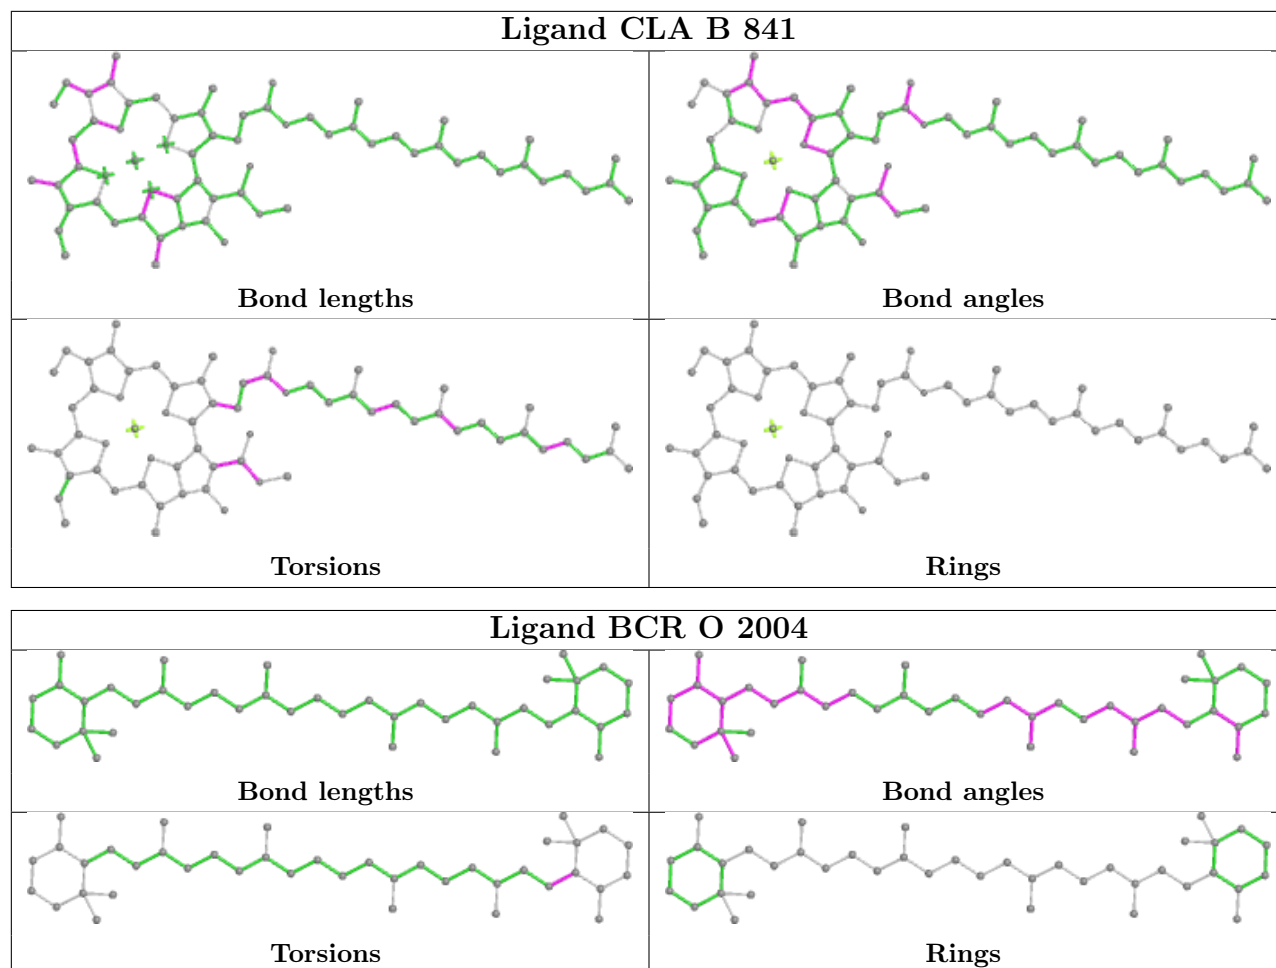 Ligand CLA B 841
Bond lengths
Bond angles
Torsions
Rings
Ligand BCR O 2004
Bond lengths
Bond angles
Torsions
Rings